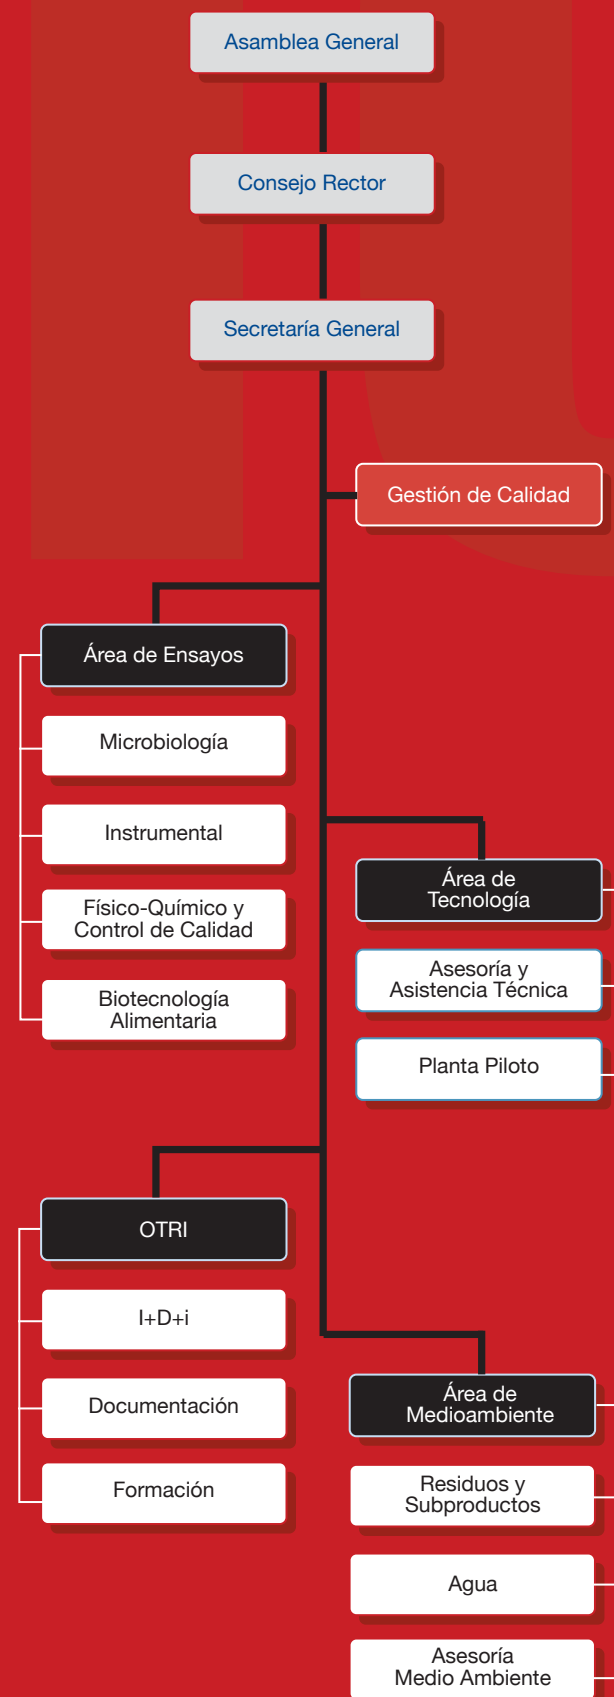 Asamblea General
Consejo Rector
Secretaría General
Gestión de Calidad
Área de Ensayos
Microbiología
Instrumental
Físico-Químico y
Control de Calidad
Biotecnología
Alimentaria
Área de
Tecnología
Asesoría y
Asistencia Técnica
Planta Piloto
OTRI
I+D+i
Documentación
Formación
Área de
Medioambiente
Residuos y
Subproductos
Agua
Asesoría
Medio Ambiente